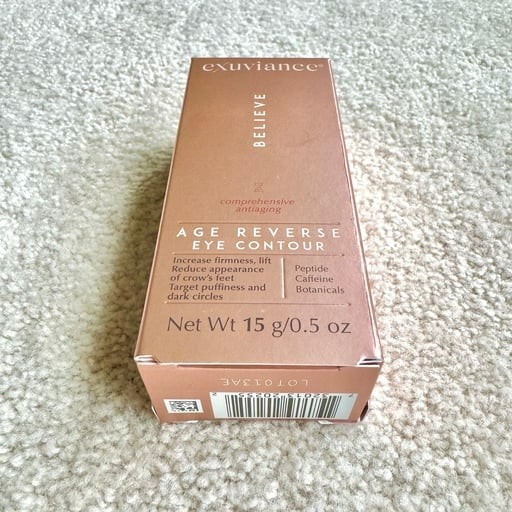 exuviance®
BELIEVE
comprehensive
antiaging
AGE REVERSE
EYE CONTOUR
Increase firmness, lift
Reduce appearance
of crow's feet
Target puffiness and
dark circles
Peptide
Caffeine
Botanicals
Net Wt 15 g/0.5 oz
LOT013AE